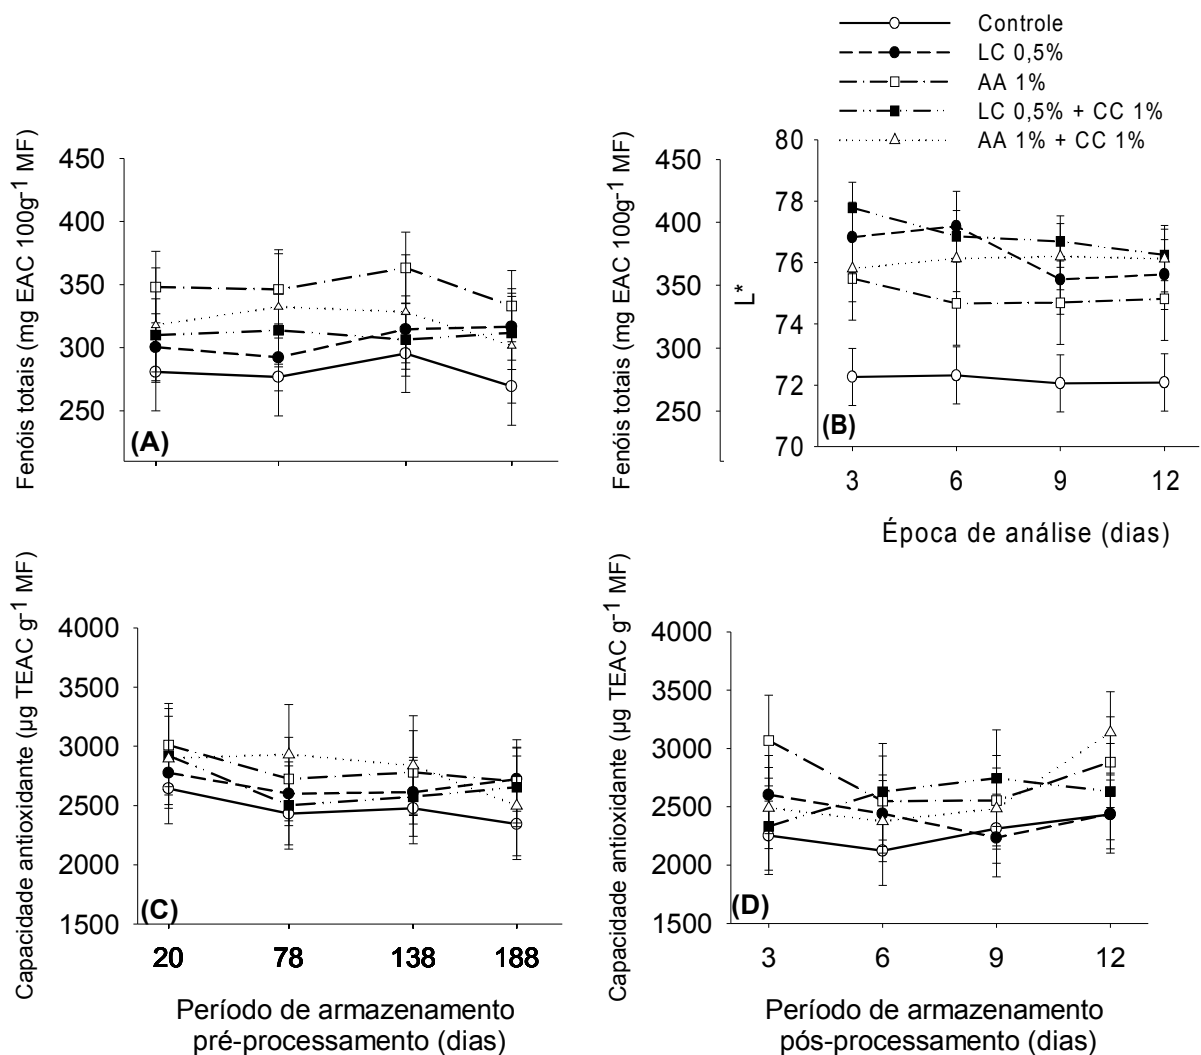 Controle
LC 0,5%
AA 1%
LC 0,5% + CC 1%
AA 1% + CC 1%
Fenóis totais (mg EAC 100g-1 MF)
450
400
350
300
250
(A)
Fenóis totais (mg EAC 100g-1 MF)
450
400
350
300
250
L*
80
78
76
74
72
70
(B)
3 6 9 12
Época de análise (dias)
Capacidade antioxidante (µg TEAC g-1 MF)
4000
3500
3000
2500
2000
1500
(C)
20 78 138 188
Período de armazenamento
pré-processamento (dias)
Capacidade antioxidante (µg TEAC g-1 MF)
4000
3500
3000
2500
2000
1500
(D)
3 6 9 12
Período de armazenamento
pós-processamento (dias)